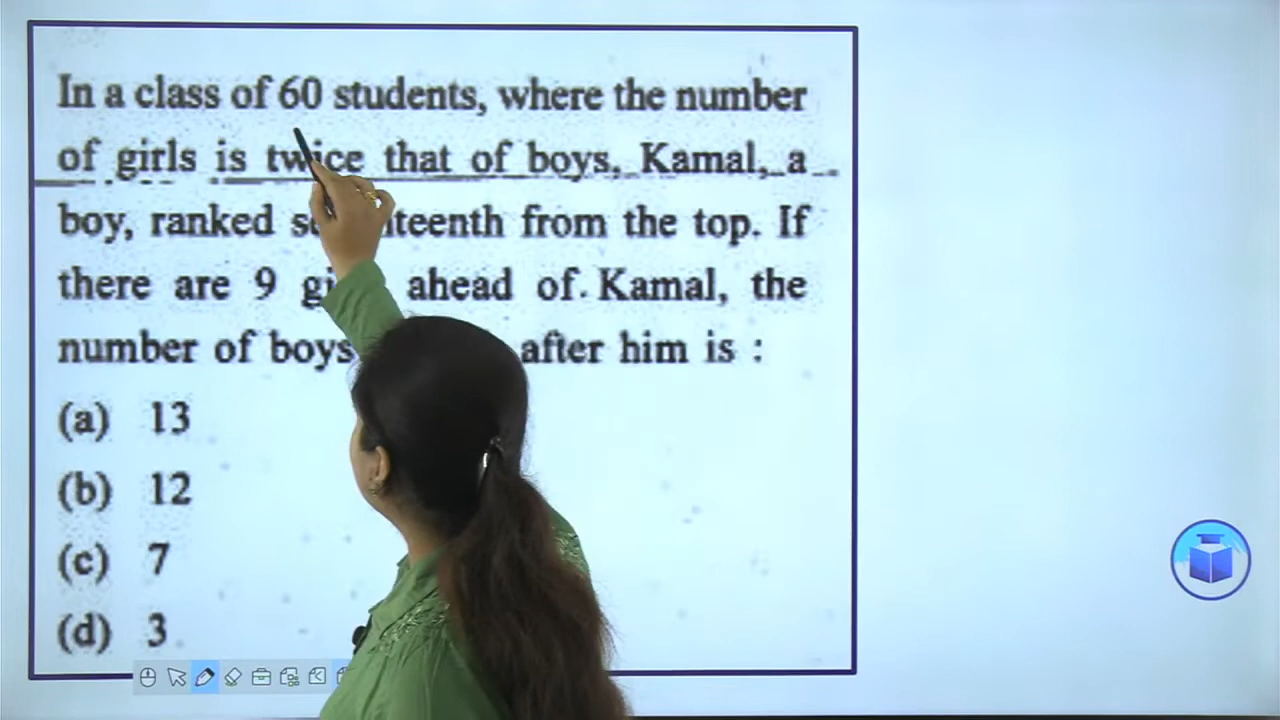 In a class of 60 students, where the number
of girls is twice that of boys, Kamal, a
boy, ranked from the top. If
there are 9 ahead of Kamal, the
number of boys after him is :
(a) 13
(b) 12
(c) 7
(d) 3